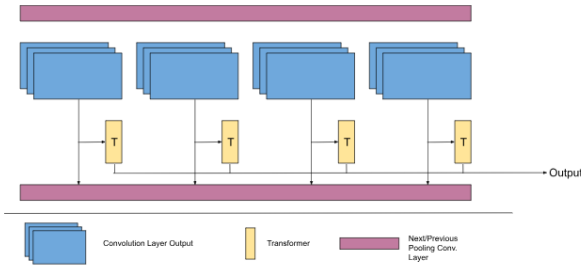 T T T T
Output
Convolution Layer Output
Transformer
Next/Previous
Pooling Conv.
Layer